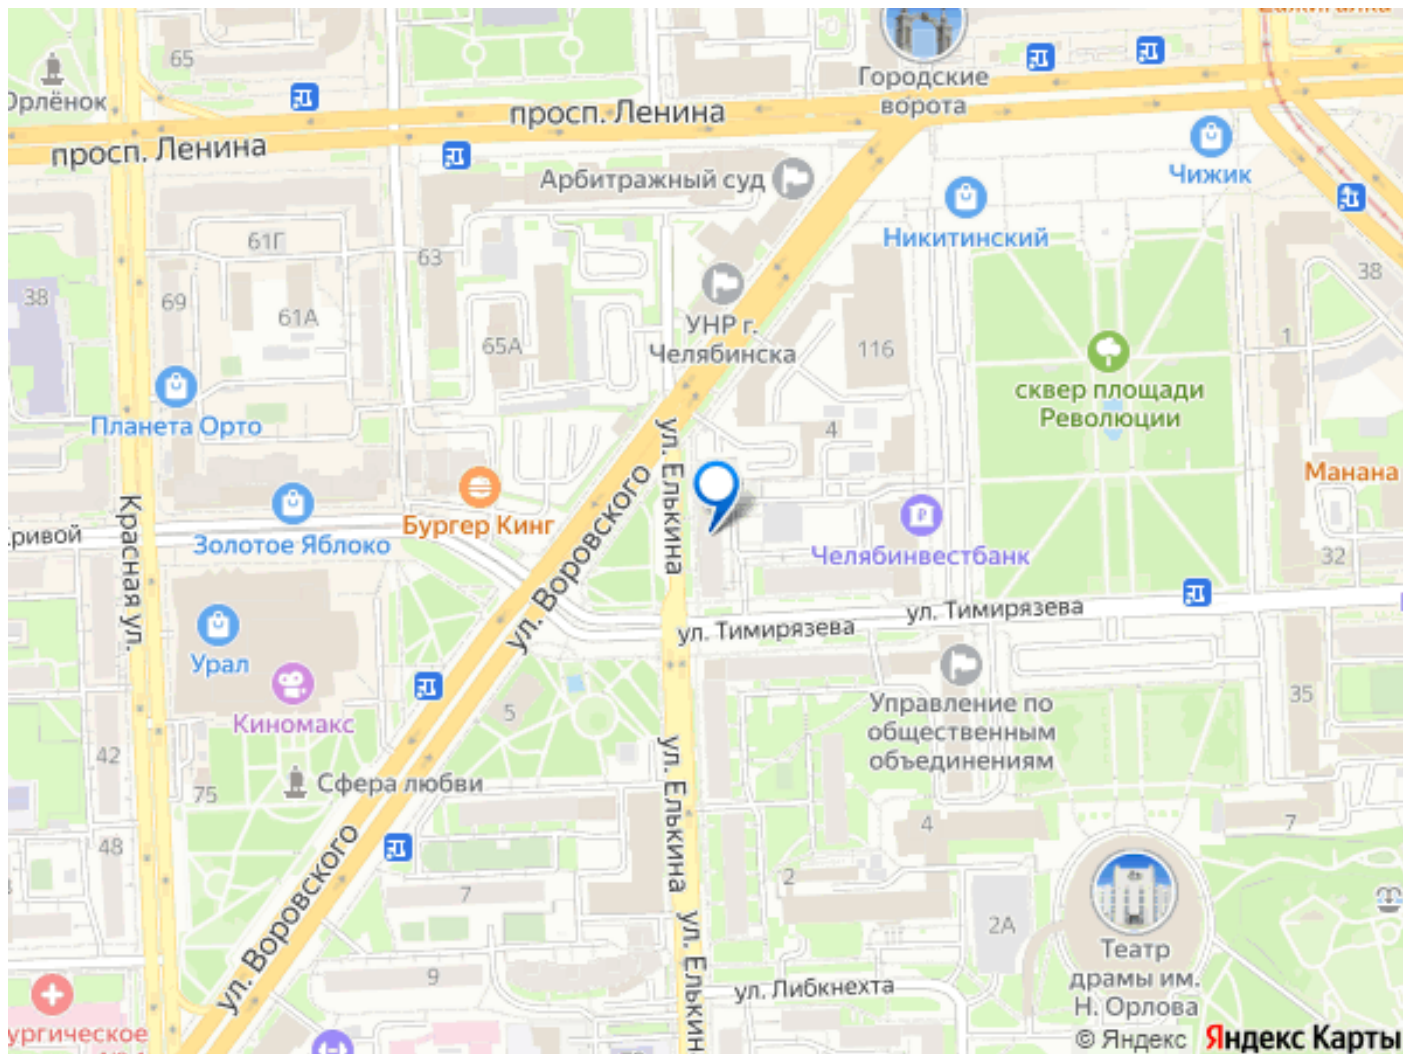 65
Орлёнок
Городские
ворота
просп. Ленина
просп. Ленина
Арбитражный суд
Чижик
Никитинский
61Г
63
38
38
69
61А
65А
УНР г.
Челябинска
116
1
сквер площади
Революции
Планета Орто
4
ул. Елькина
Манана
Красная ул.
Бургер Кинг
Золотое Яблоко
ул. Воровского
Челябинвестбанк
32
ул. Тимирязева
ул. Тимирязева
Урал
Киномакс
5
Управление по
общественным
объединениям
35
42
75
Сфера любви
ул. Елькина
4
7
48
ул. Воровского
7
2
2А
9
ул. Либкнехта
Театр
драмы им.
Н. Орлова
© Яндекс
Яндекс Карты